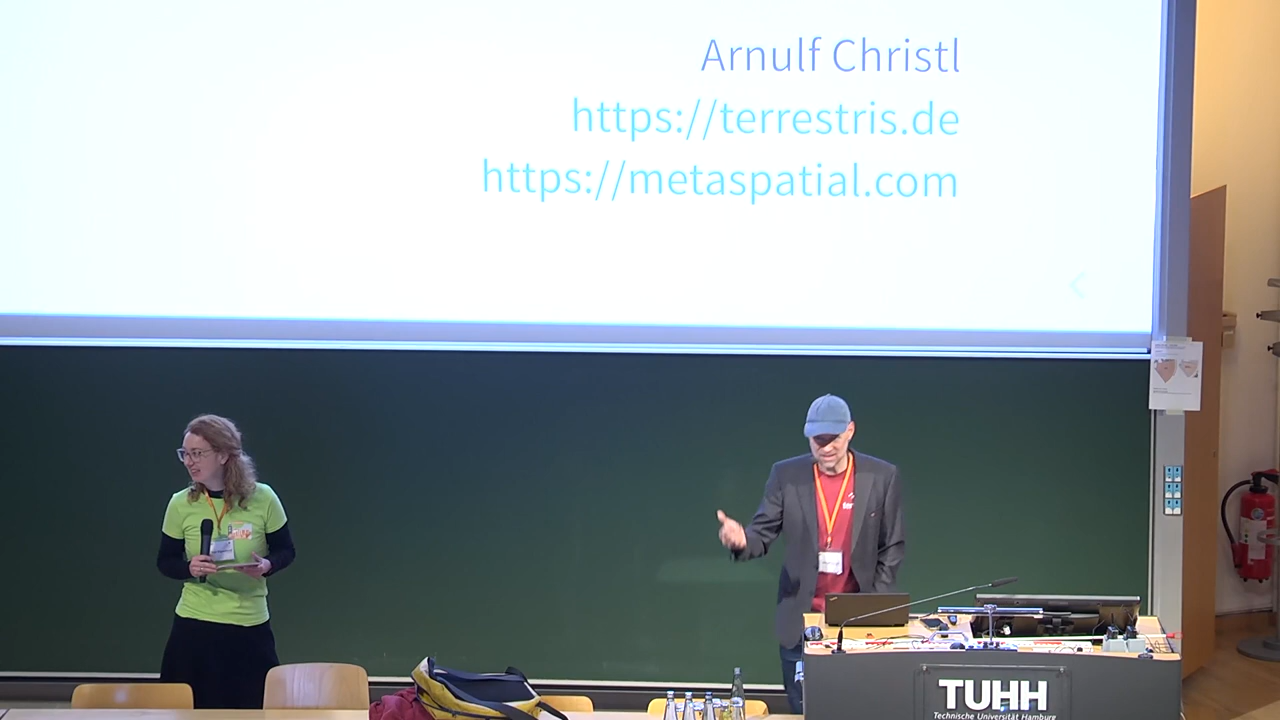 Arnulf Christl
https://terrestris.de
https://metaspatial.com
TUHH
Technische Universität Hamburg